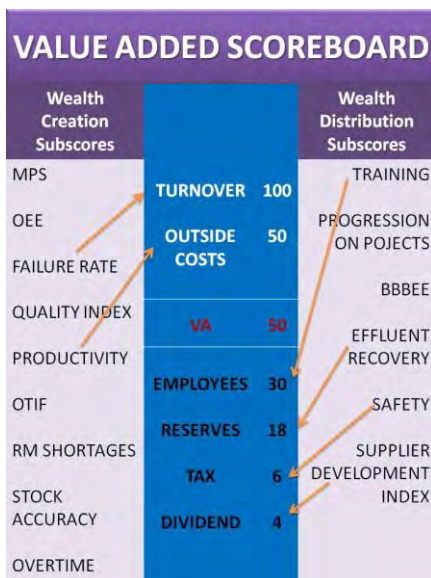 VALUE ADDED SCOREBOARD
Wealth
Creation
Subscores
MPS
OEE
FAILURE RATE
QUALITY INDEX
PRODUCTIVITY
OTIF
RM SHORTAGES
STOCK
ACCURACY
OVERTIME
TURNOVER 100
OUTSIDE 50
COSTS
VA 50
EMPLOYEES 30
RESERVES 18
TAX 6
DIVIDEND 4
Wealth
Distribution
Subscores
TRAINING
PROGRESSION
ON POJECTS
BBBEE
EFFLUENT
RECOVERY
SAFETY
SUPPLIER
DEVELOPMENT
INDEX